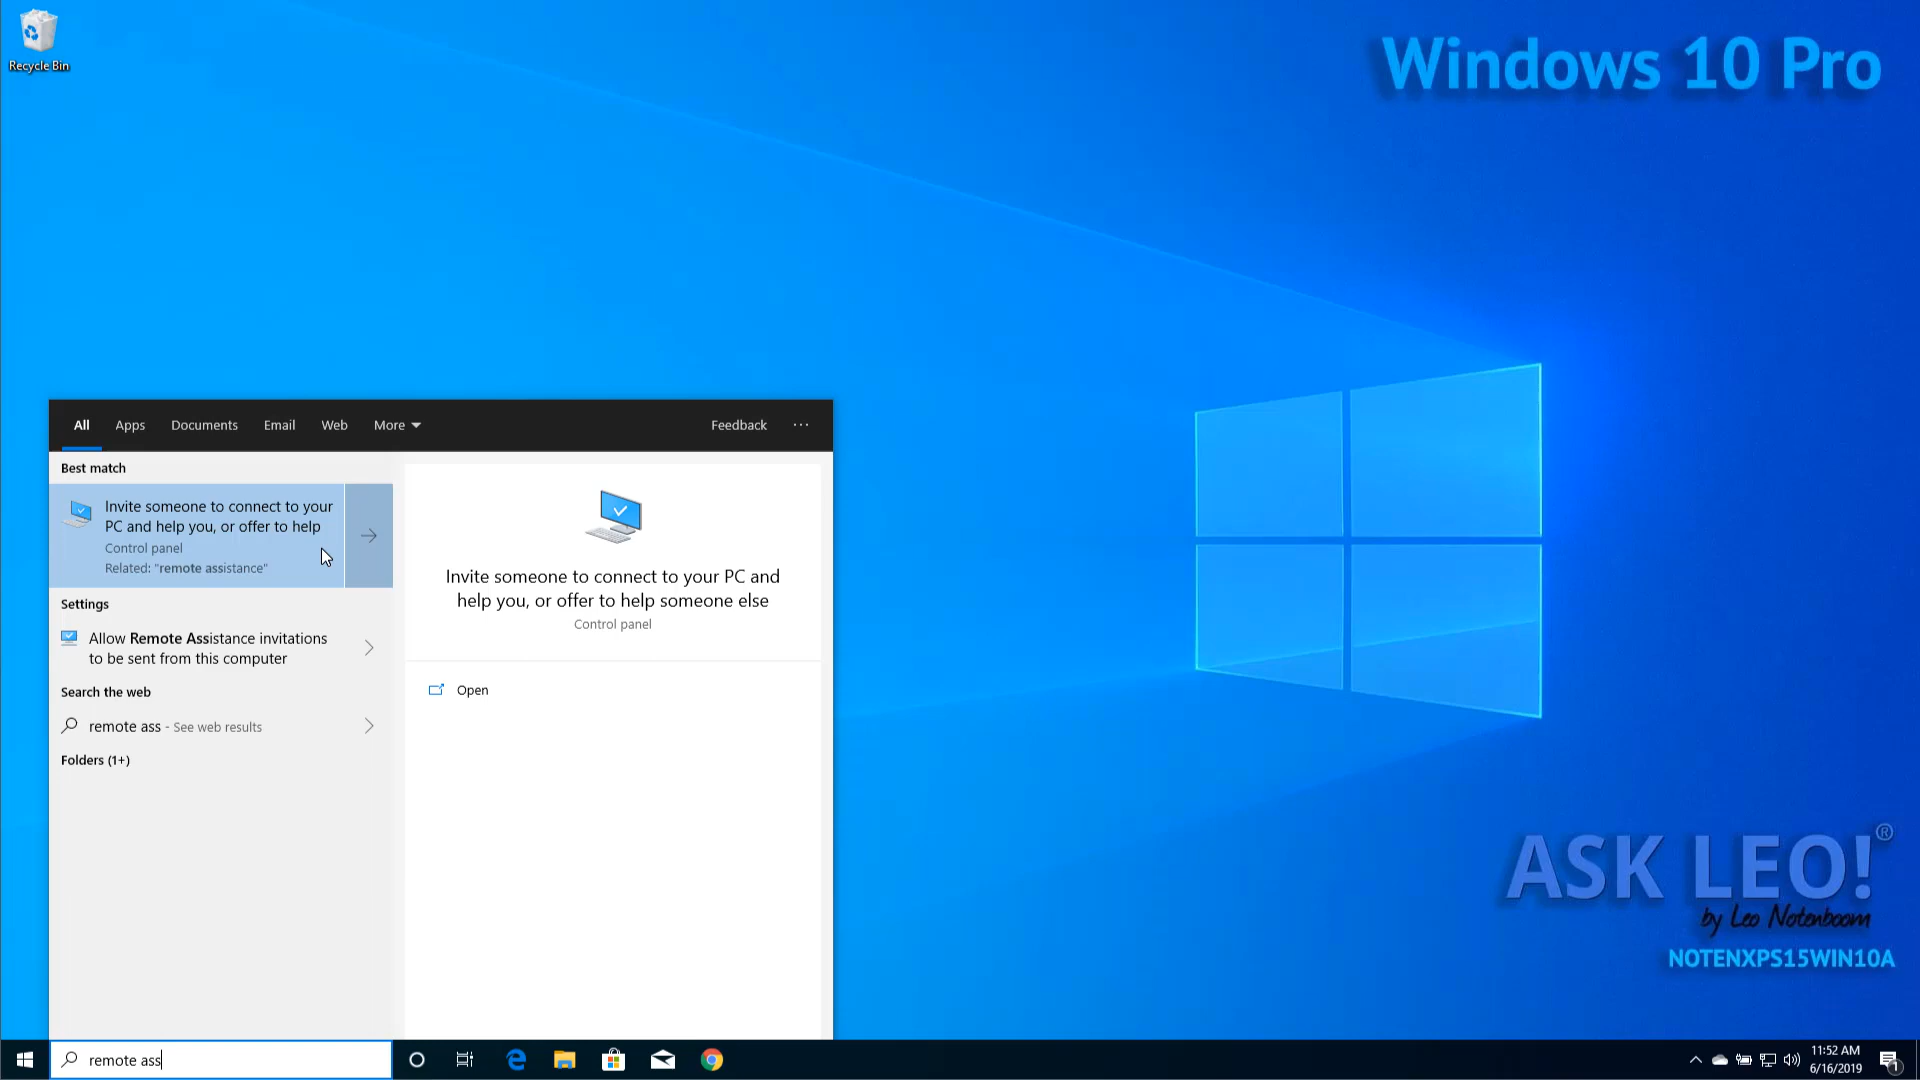 Recycle Bin
Windows 10 Pro
All Apps Documents Email Web More Feedback ...
Best match
Invite someone to connect to your
PC and help you, or offer to help
Control panel
Related: "remote assistance"
Settings
Allow Remote Assistance invitations
to be sent from this computer
Search the web
remote ass - See web results
Folders (1+)
Invite someone to connect to your PC and
help you, or offer to help someone else
Control panel
Open
ASK LEO!®
by Leo Notenboom
NOTENXPS15WIN10A
remote ass
11:52 AM
6/16/2019
1